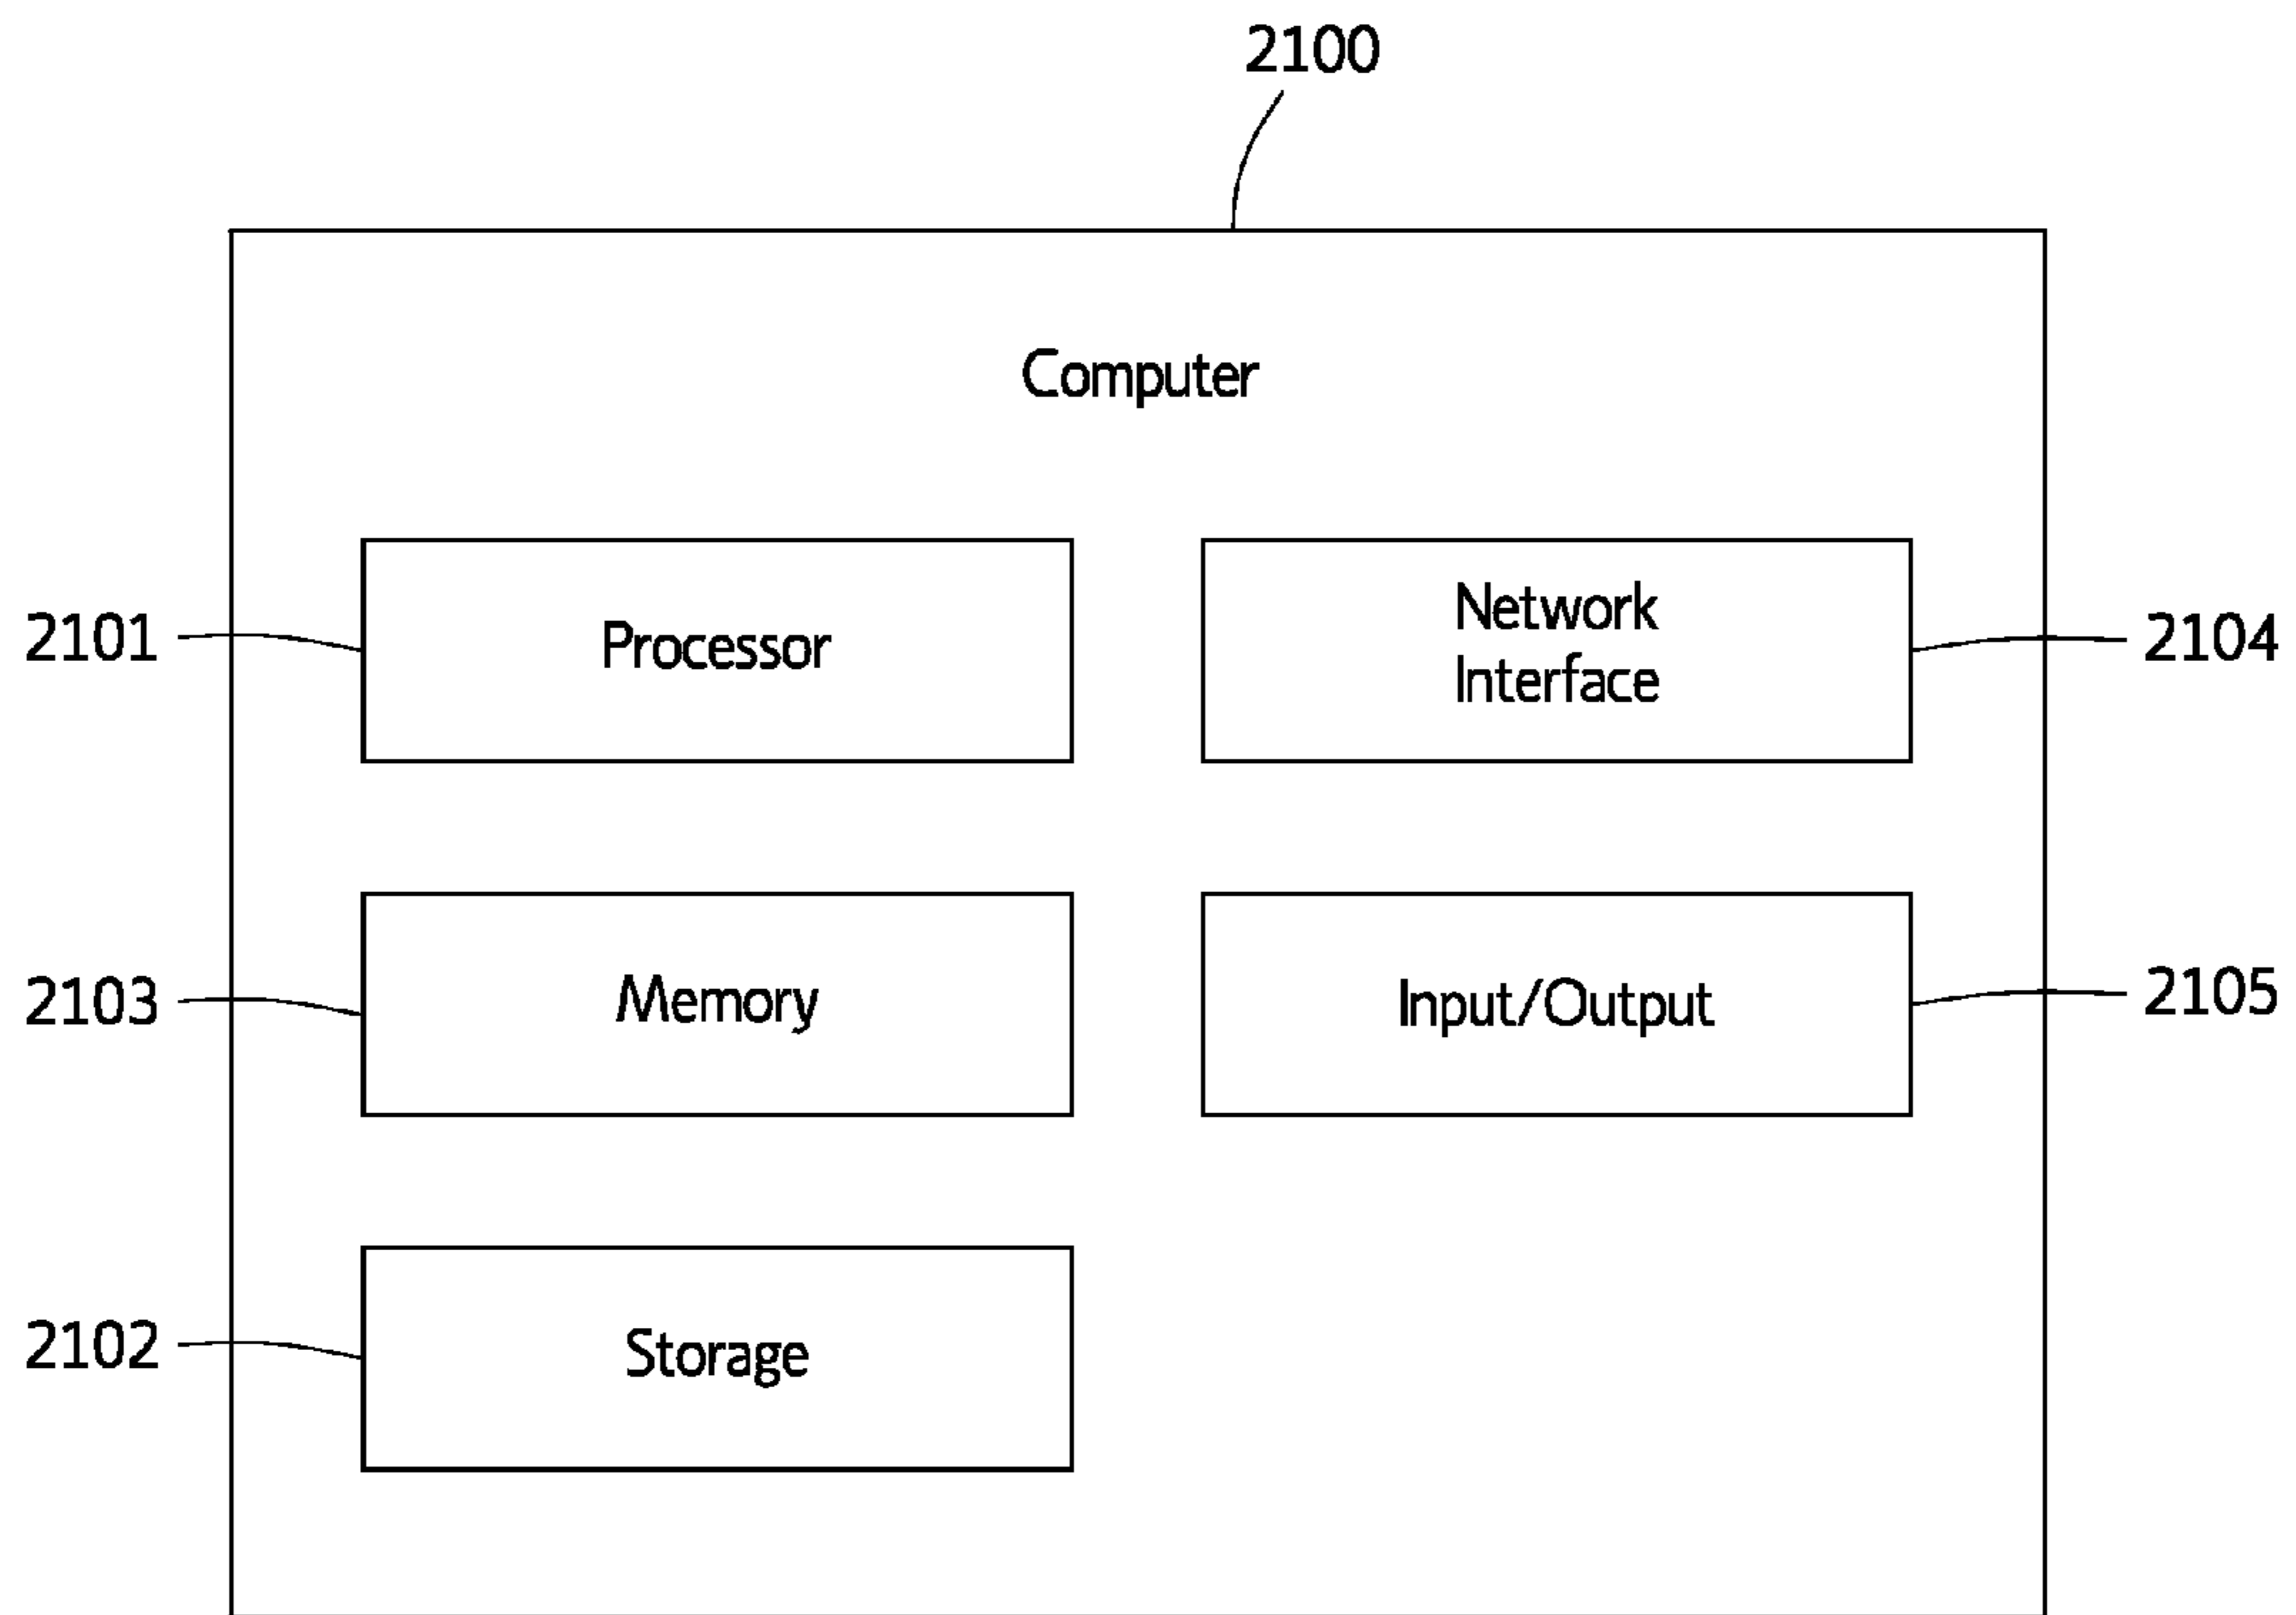 2100
Computer
2101
Processor
Network
Interface
2104
2103
Memory
Input/Output
2105
2102
Storage